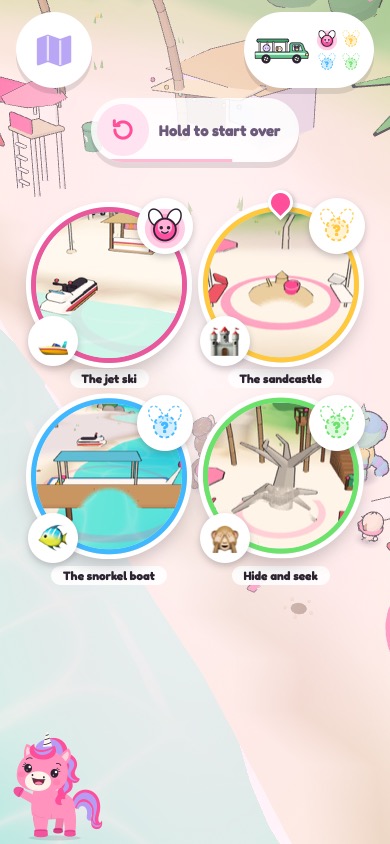 Hold to start over
The jet ski
The sandcastle
The snorkel boat
Hide and seek